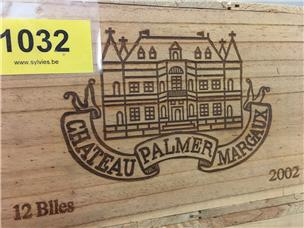 1032
www.sylvies.be
CHATEAU PALMER MARGAUX
12 Blles
2002